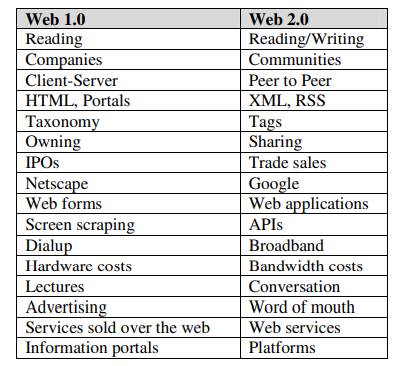 Web 1.0 Web 2.0
Reading Reading/Writing
Companies Communities
Client-Server Peer to Peer
HTML, Portals XML, RSS
Taxonomy Tags
Owning Sharing
IPOs Trade sales
Netscape Google
Web forms Web applications
Screen scraping APIs
Dialup Broadband
Hardware costs Bandwidth costs
Lectures Conversation
Advertising Word of mouth
Services sold over the web Web services
Information portals Platforms